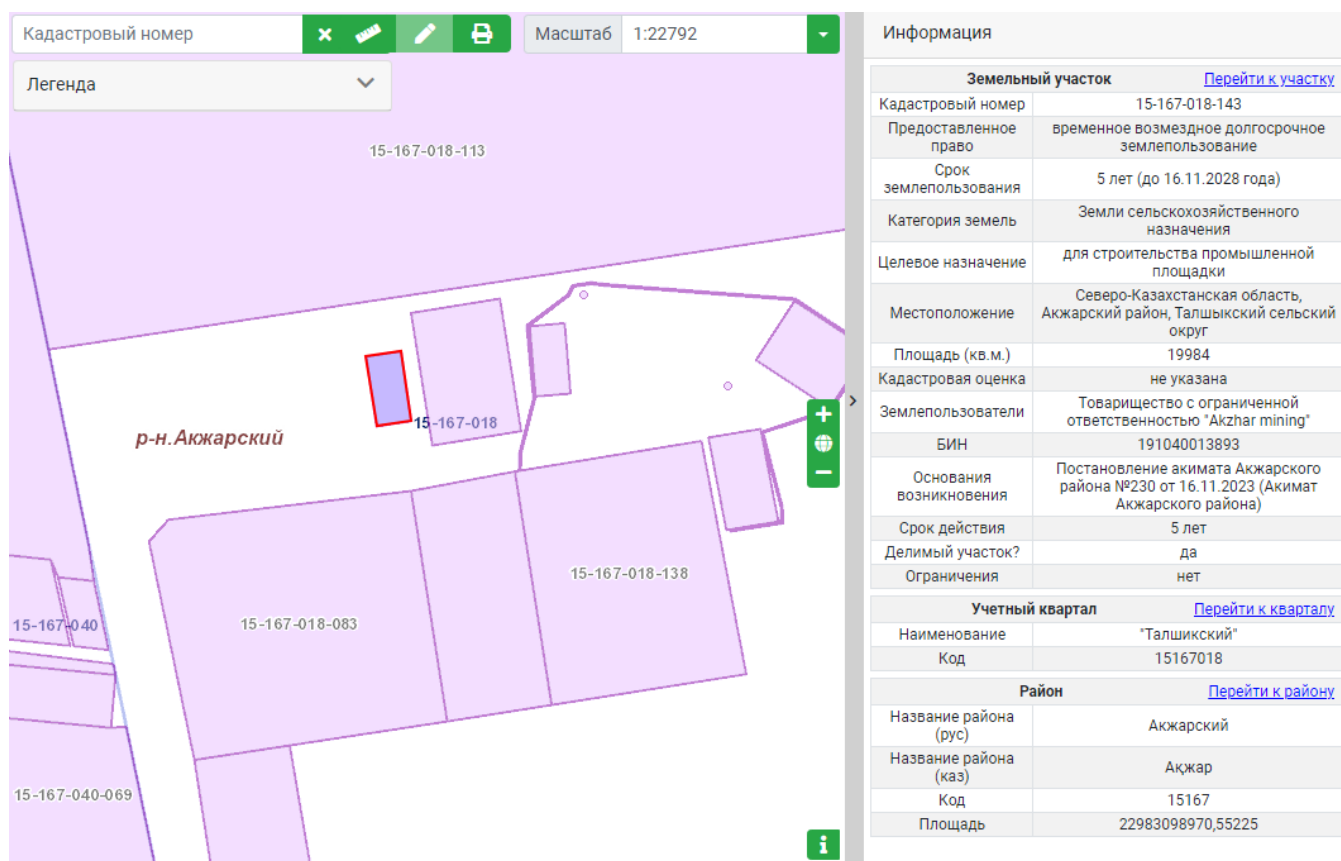 Кадастровый номер
Масштаб 1:22792
Легенда
15-167-018-113
15-167-018
р-н.Акжарский
15-167-018-138
15-167-018-083
15-167-040
15-167-040-069
Информация
Земельный участок Перейти к участку
Кадастровый номер 15-167-018-143
Предоставленное
право
временное возмездное долгосрочное
землепользование
Срок
землепользования
5 лет (до 16.11.2028 года)
Категория земель
Земли сельскохозяйственного
назначения
Целевое назначение
для строительства промышленной
площадки
Местоположение
Северо-Казахстанская область,
Акжарский район, Талшыкский сельский
округ
Площадь (кв.м.) 19984
Кадастровая оценка не указана
Землепользователи
Товарищество с ограниченной
ответственностью "Akzhar mining"
БИН 191040013893
Основания
возникновения
Постановление акимата Акжарского
района №230 от 16.11.2023 (Акимат
Акжарского района)
Срок действия 5 лет
Делимый участок? да
Ограничения нет
Учетный квартал Перейти к кварталу
Наименование "Талшикский"
Код 15167018
Район Перейти к району
Название района
(рус)
Акжарский
Название района
(каз)
Ақжар
Код 15167
Площадь 22983098970,55225